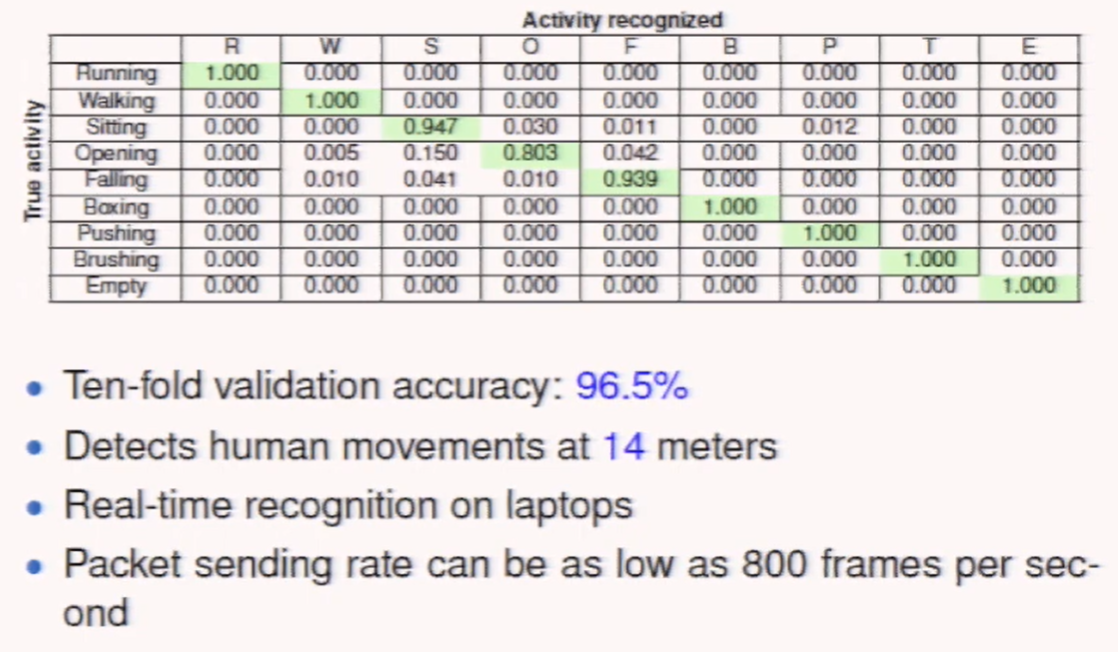 Activity recognized
R W S O F B P T E
True activity
Running 1.000 0.000 0.000 0.000 0.000 0.000 0.000 0.000 0.000
Walking 0.000 1.000 0.000 0.000 0.000 0.000 0.000 0.000 0.000
Sitting 0.000 0.000 0.947 0.030 0.011 0.000 0.012 0.000 0.000
Opening 0.000 0.005 0.150 0.803 0.042 0.000 0.000 0.000 0.000
Falling 0.000 0.010 0.041 0.010 0.939 0.000 0.000 0.000 0.000
Boxing 0.000 0.000 0.000 0.000 0.000 1.000 0.000 0.000 0.000
Pushing 0.000 0.000 0.000 0.000 0.000 0.000 1.000 0.000 0.000
Brushing 0.000 0.000 0.000 0.000 0.000 0.000 0.000 1.000 0.000
Empty 0.000 0.000 0.000 0.000 0.000 0.000 0.000 0.000 1.000
• Ten-fold validation accuracy: 96.5%
• Detects human movements at 14 meters
• Real-time recognition on laptops
• Packet sending rate can be as low as 800 frames per sec-
ond